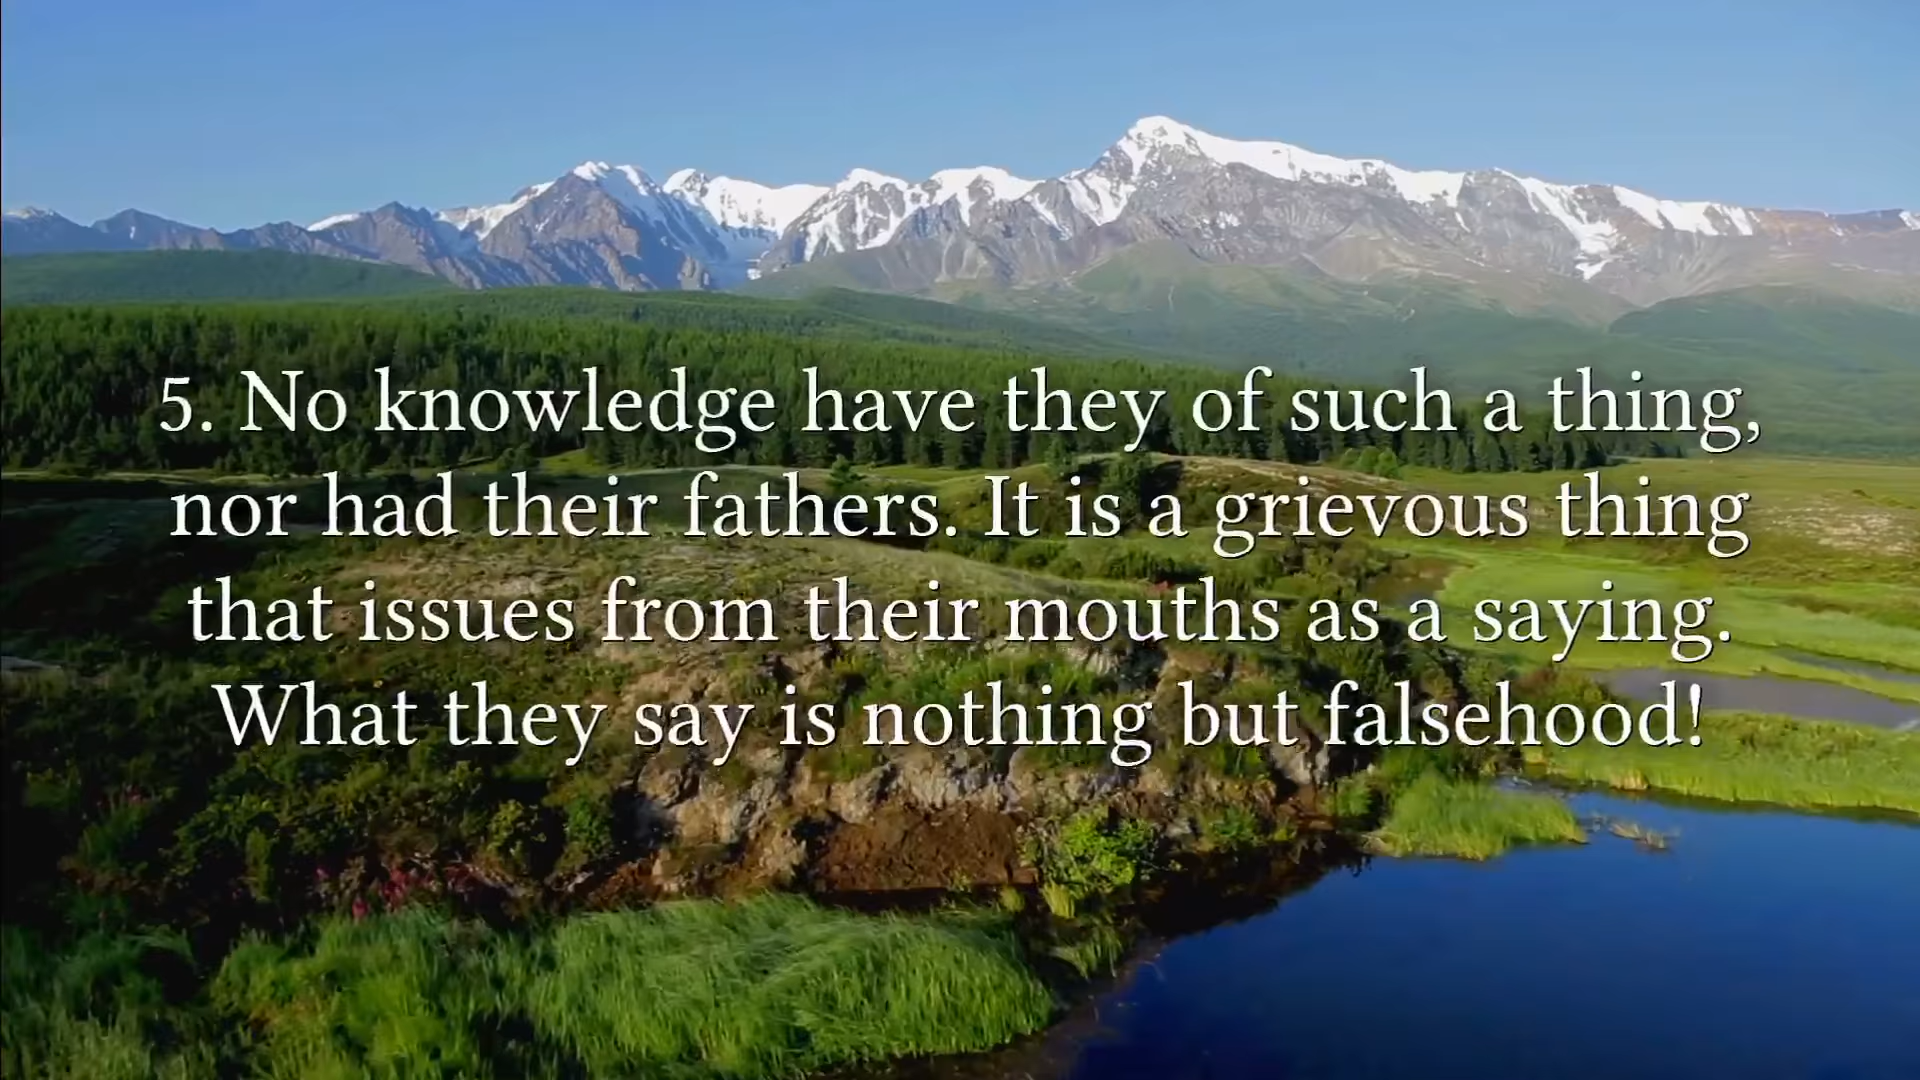 5. No knowledge have they of such a thing,
nor had their fathers. It is a grievous thing
that issues from their mouths as a saying.
What they say is nothing but falsehood!